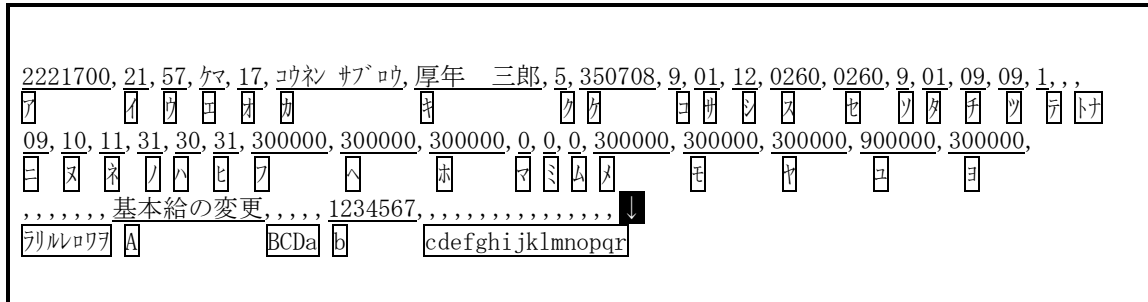 2221700,21,57,ｹﾏ,17,ｺｳﾈﾝ ｻﾌﾞﾛｳ,厚年　三郎,5,350708,9,01,12,0260,0260,9,01,09,09,1,,,
ア イ ウ エ オ カ キ ク ケ コ サ シ ス セ ソ タ チ ツ テ ﾄﾅ
09,10,11,31,30,31,300000,300000,300000,0,0,0,300000,300000,300000,900000,300000,
ニ ヌ ネ ノ ハ ヒ フ ヘ ホ マ ミ ム メ モ ヤ ユ ヨ
,,,,,,,基本給の変更,,,,,1234567,,,,,,,,,,,,,,,,↓
ﾗﾘﾙﾚﾛﾜｦ A BCDa b cdefghijklmnopqr